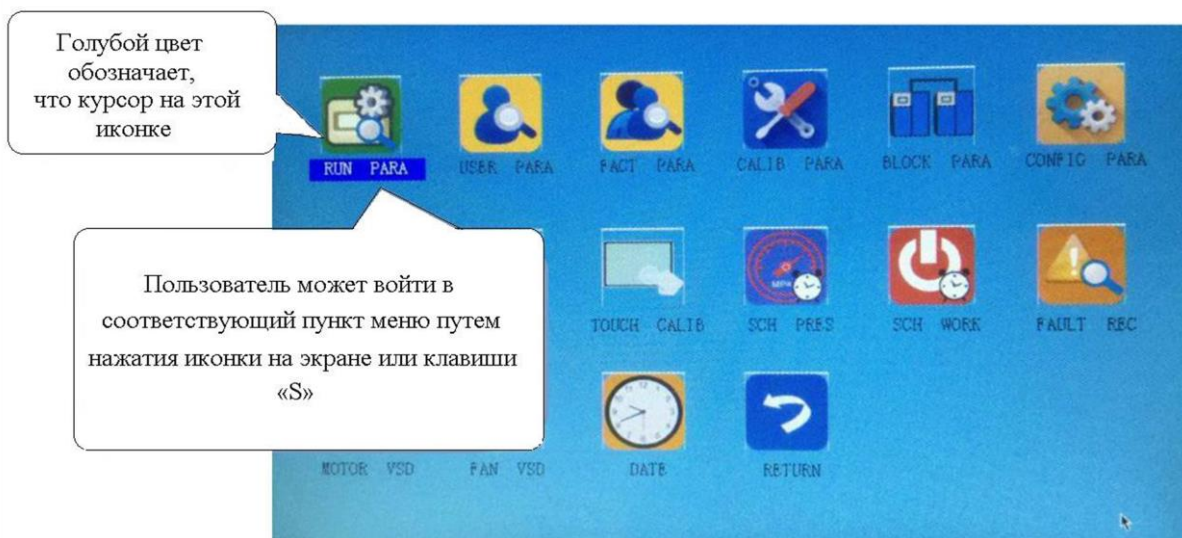 Голубой цвет
обозначает,
что курсор на этой
иконке
RUN PARA
USER PARA
FACT PARA
CALIB PARA
BLOCK PARA
CONFIG PARA
Пользователь может войти в
соответствующий пункт меню путем
нажатия иконки на экране или клавиши
«S»
TOUCH CALIB
MPa
SCH PRES
SCH WORK
FAULT REC
MOTOR VSD
FAN VSD
DATE
RETURN